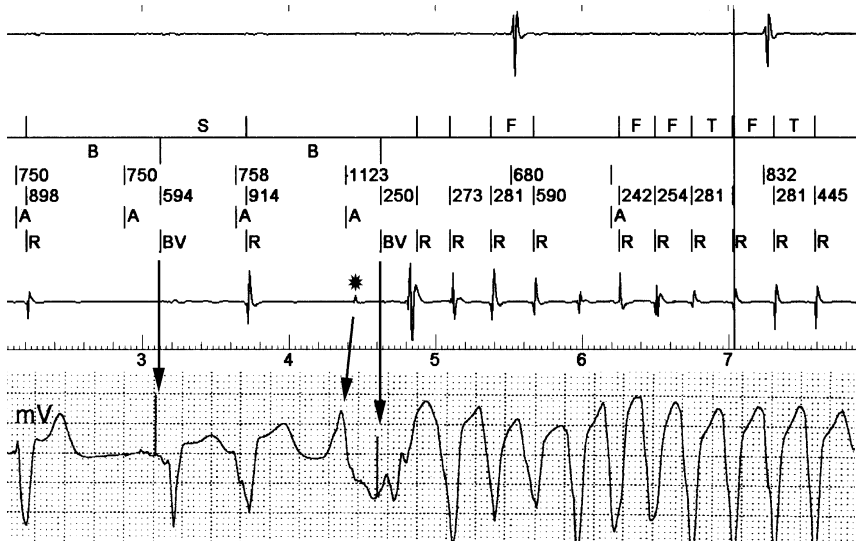 S F F F T F T
B B
750 750 758 1123 680 832
898 594 914 250 273 281 590 242 254 281 281 445
A A A A A
R BV R BV R R R R R R R R R R
3 4 5 6 7
mV